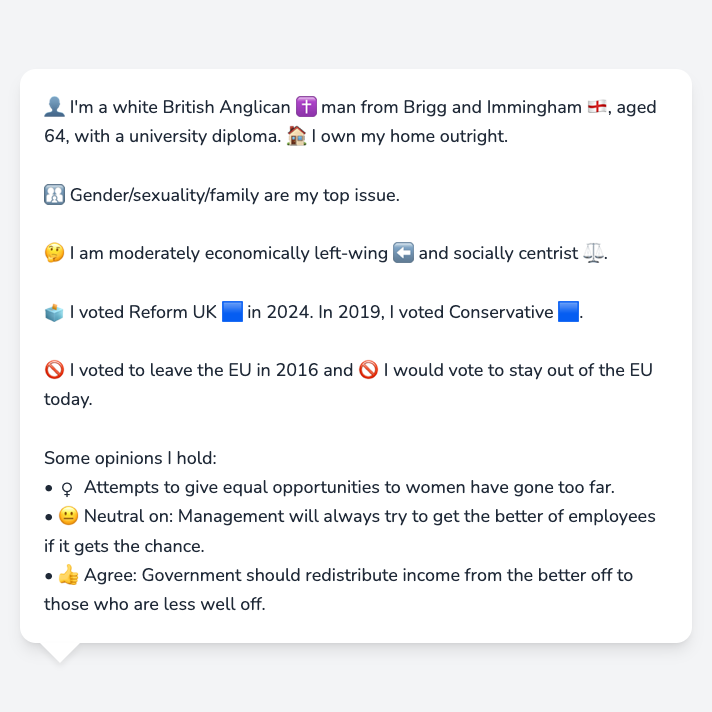 👤 I'm a white British Anglican ✝️ man from Brigg and Immingham 🏴󠁧󠁢󠁥󠁮󠁧󠁿, aged
64, with a university diploma. 🏠 I own my home outright.
🚻 Gender/sexuality/family are my top issue.
🤔 I am moderately economically left-wing ⬅️ and socially centrist ⚖️.
🗳️ I voted Reform UK 🟦 in 2024. In 2019, I voted Conservative 🟦.
🚫 I voted to leave the EU in 2016 and 🚫 I would vote to stay out of the EU
today.
Some opinions I hold:
• ♀ Attempts to give equal opportunities to women have gone too far.
• 😐 Neutral on: Management will always try to get the better of employees
if it gets the chance.
• 👍 Agree: Government should redistribute income from the better off to
those who are less well off.